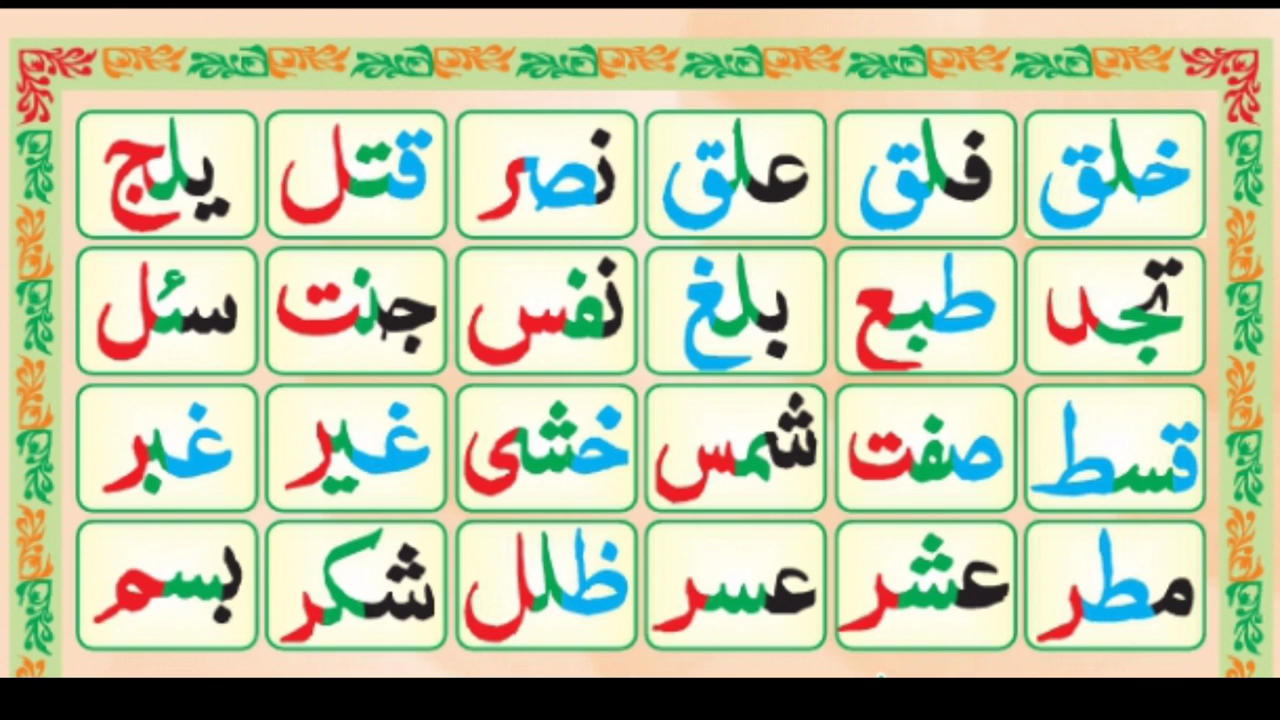 خلق فلق علق نصر قتل يلج
تجد طبع بلغ نفس جنت سئل
قسط صفت شمس خشى غير غبر
مطر عشر عسر ظلل شكر بسم